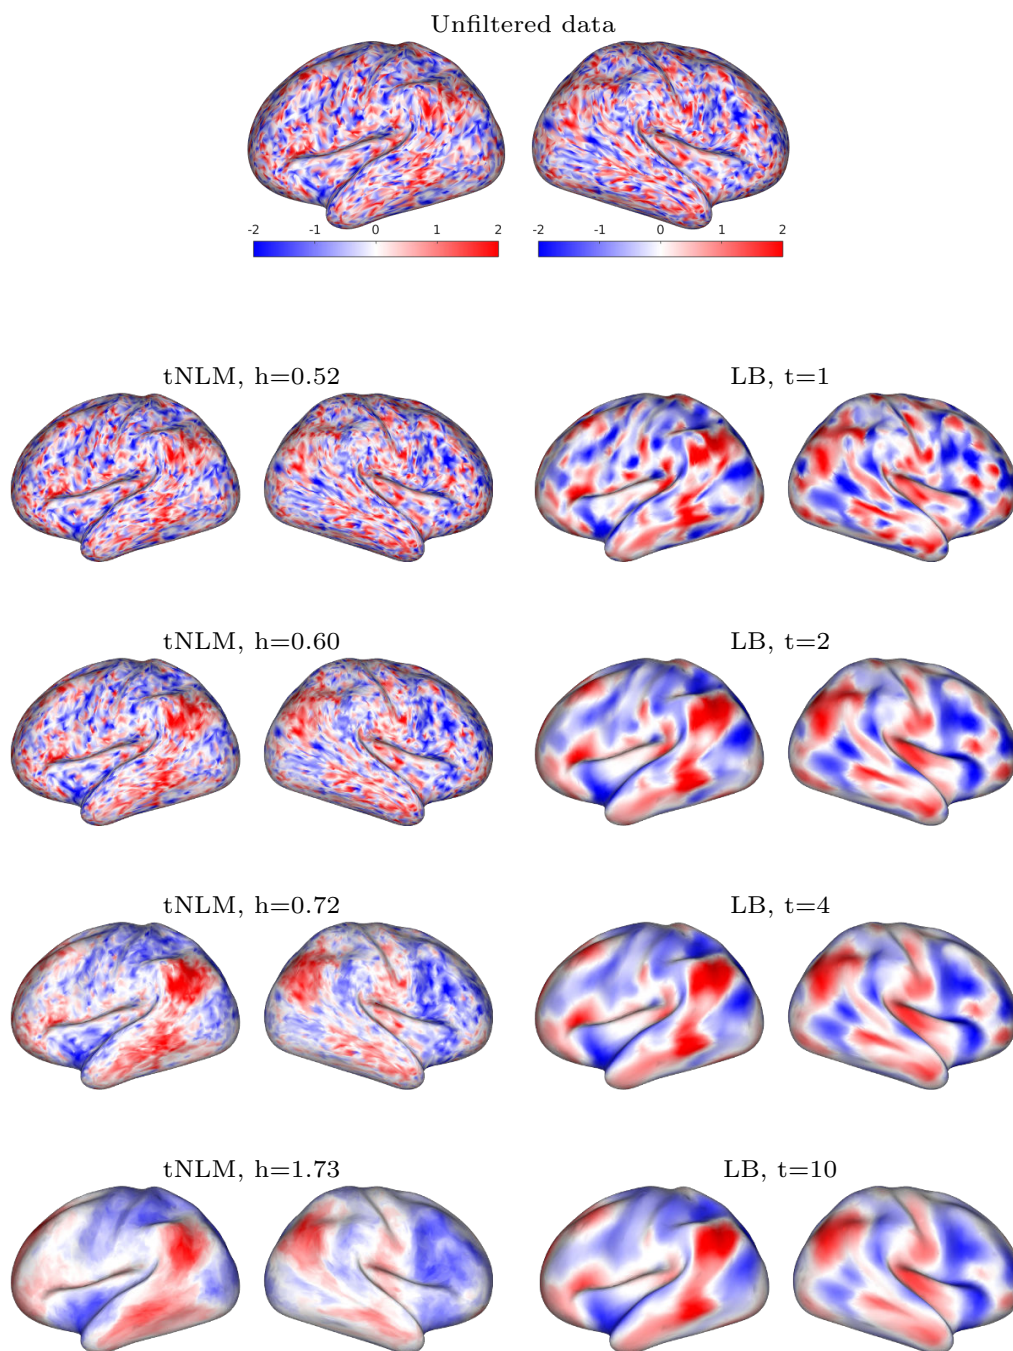 Unfiltered data
-2 -1 0 1 2 -2 -1 0 1 2
tNLM, h=0.52 LB, t=1
tNLM, h=0.60 LB, t=2
tNLM, h=0.72 LB, t=4
tNLM, h=1.73 LB, t=10